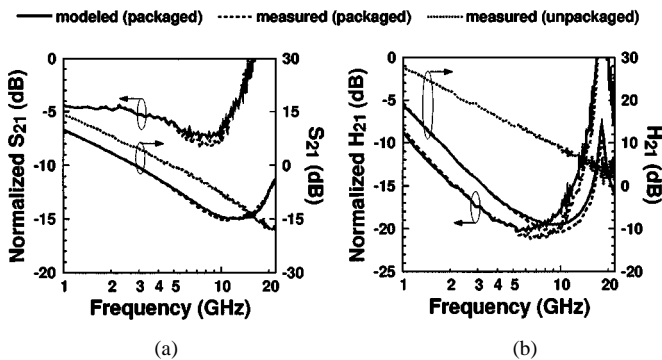 modeled (packaged) measured (packaged) measured (unpackaged)
Normalized S21 (dB)
0
-5
-10
-15
-20
30
15
0
-15
-30
S21 (dB)
1 2 3 4 5 10 20
Frequency (GHz)
(a)
Normalized H21 (dB)
0
-5
-10
-15
-20
-25
30
20
10
0
-10
-20
H21 (dB)
1 2 3 4 5 10 20
Frequency (GHz)
(b)